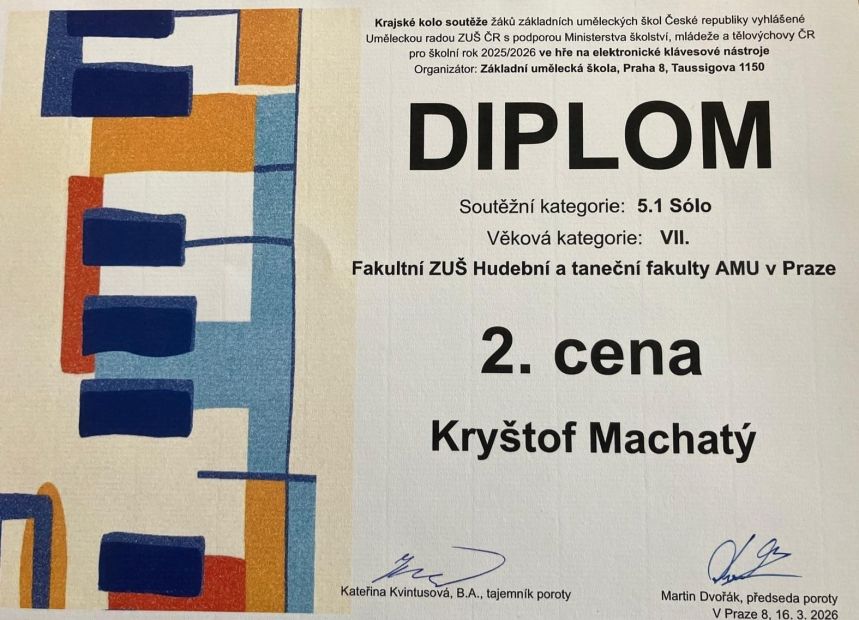 Krajské kolo soutěže žáků základních uměleckých škol České republiky vyhlášené
Uměleckou radou ZUŠ ČR s podporou Ministerstva školství, mládeže a tělovýchovy ČR
pro školní rok 2025/2026 ve hře na elektronické klávesové nástroje
Organizátor: Základní umělecká škola, Praha 8, Taussigova 1150
DIPLOM
Soutěžní kategorie: 5.1 Sólo
Věková kategorie: VII.
Fakultní ZUŠ Hudební a taneční fakulty AMU v Praze
2. cena
Kryštof Machatý
Kateřina Kvintusová, B.A., tajemník poroty
Martin Dvořák, předseda poroty
V Praze 8, 16. 3. 2026